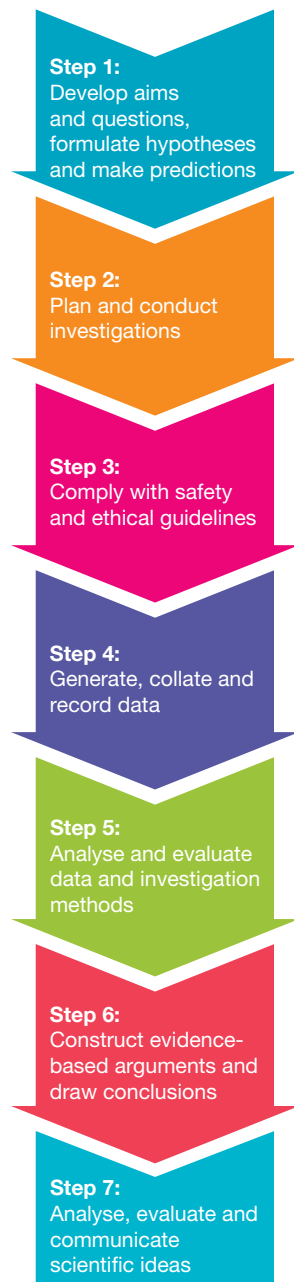 Step 1:
Develop aims
and questions,
formulate hypotheses
and make predictions
Step 2:
Plan and conduct
investigations
Step 3:
Comply with safety
and ethical guidelines
Step 4:
Generate, collate and
record data
Step 5:
Analyse and evaluate
data and investigation
methods
Step 6:
Construct evidence-
based arguments and
draw conclusions
Step 7:
Analyse, evaluate and
communicate
scientific ideas